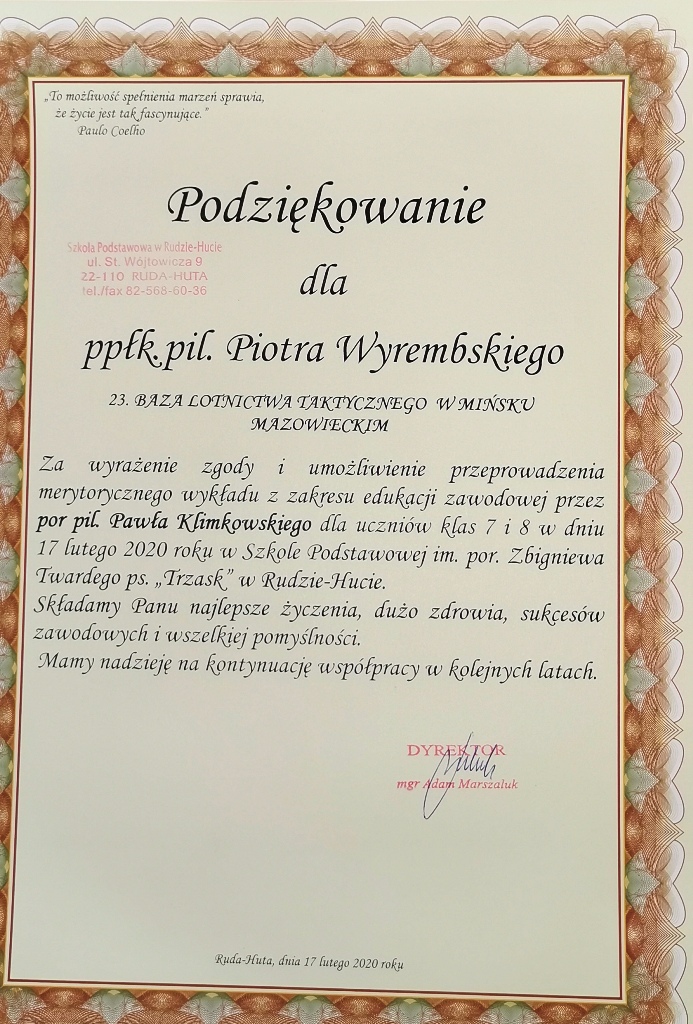 „To możliwość spełnienia marzeń sprawia,
że życie jest tak fascynujące."
Paulo Coelho
Podziękowanie
Szkoła Podstawowa w Rudzie-Hucie
ul. St. Wójtowicza 9
22-110 RUDA-HUTA
tel./fax 82-568-60-36
dla
ppłk.pil. Piotra Wyrembskiego
23. BAZA LOTNICTWA TAKTYCZNEGO W MIŃSKU
MAZOWIECKIM
Za wyrażenie zgody i umożliwienie przeprowadzenia
merytorycznego wykładu z zakresu edukacji zawodowej przez
por pil. Pawła Klimkowskiego dla uczniów klas 7 i 8 w dniu
17 lutego 2020 roku w Szkole Podstawowej im. por. Zbigniewa
Twardego ps. „Trzask" w Rudzie-Hucie.
Składamy Panu najlepsze życzenia, dużo zdrowia, sukcesów
zawodowych i wszelkiej pomyślności.
Mamy nadzieję na kontynuację współpracy w kolejnych latach.
DYREKTOR
mgr Adam Marszaluk
Ruda-Huta, dnia 17 lutego 2020 roku